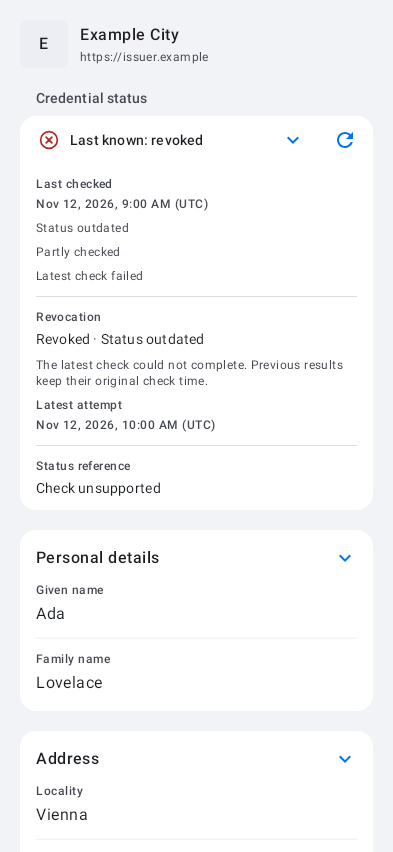 E
Example City
https://issuer.example
Credential status
Last known: revoked
Last checked
Nov 12, 2026, 9:00 AM (UTC)
Status outdated
Partly checked
Latest check failed
Revocation
Revoked · Status outdated
The latest check could not complete. Previous results
keep their original check time.
Latest attempt
Nov 12, 2026, 10:00 AM (UTC)
Status reference
Check unsupported
Personal details
Given name
Ada
Family name
Lovelace
Address
Locality
Vienna